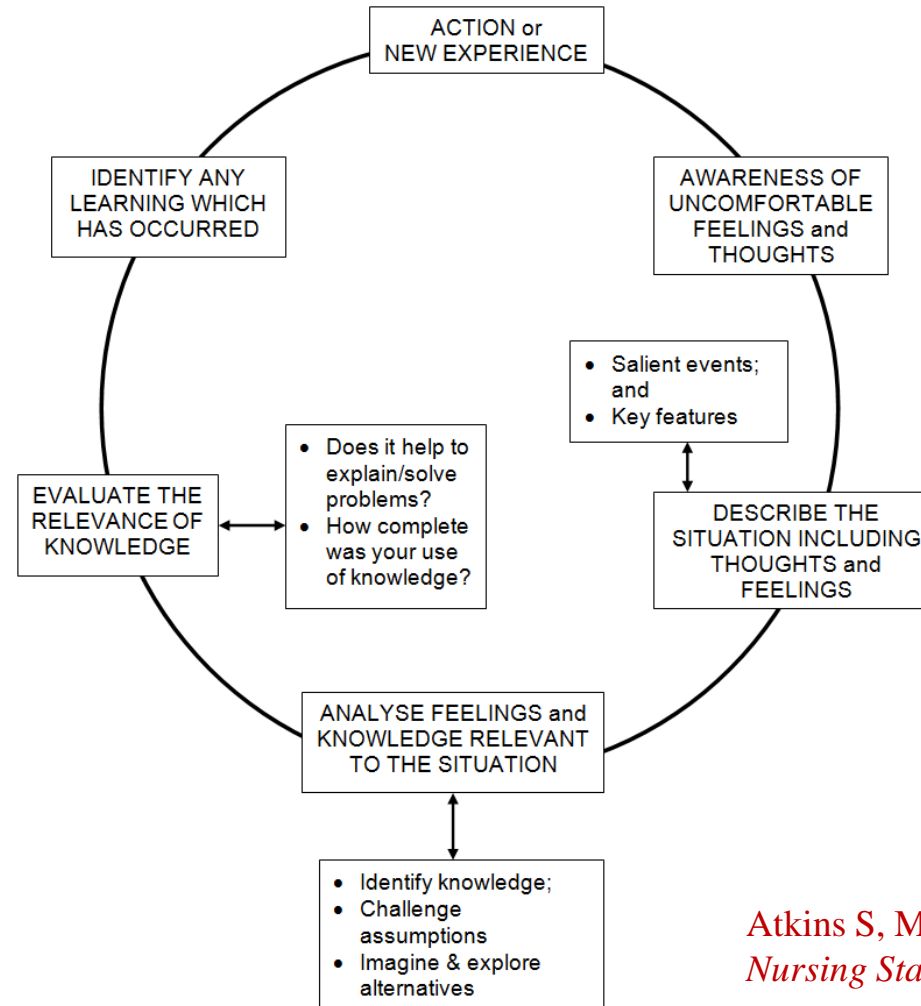 ACTION or
NEW EXPERIENCE
AWARENESS OF
UNCOMFORTABLE
FEELINGS and
THOUGHTS
• Salient events;
and
• Key features
DESCRIBE THE
SITUATION INCLUDING
THOUGHTS and
FEELINGS
ANALYSE FEELINGS and
KNOWLEDGE RELEVANT
TO THE SITUATION
• Identify knowledge;
• Challenge
assumptions
• Imagine & explore
alternatives
EVALUATE THE
RELEVANCE OF
KNOWLEDGE
• Does it help to
explain/solve
problems?
• How complete
was your use
of knowledge?
IDENTIFY ANY
LEARNING WHICH
HAS OCCURRED
Atkins S, M
Nursing Sta